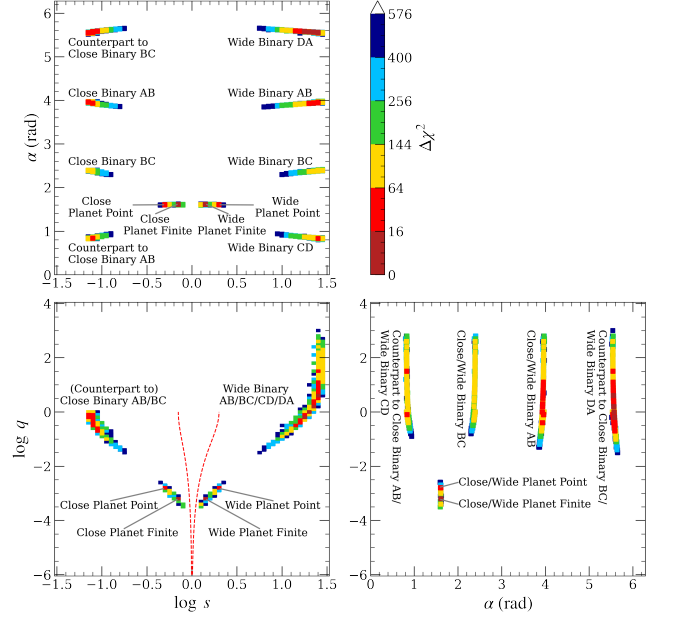 6
5
4
3
2
1
0
α (rad)
Counterpart to
Close Binary BC
Wide Binary DA
Close Binary AB
Wide Binary AB
Close Binary BC
Wide Binary BC
Close
Planet Point
Wide
Planet Point
Close
Planet Finite
Wide
Planet Finite
Counterpart to
Close Binary AB
Wide Binary CD
−1.5
−1.0
−0.5
0.0
0.5
1.0
1.5
576
400
256
144
64
16
0
Δχ²
4
2
0
−2
−4
−6
log q
(Counterpart to)
Close Binary AB/BC
Wide Binary
AB/BC/CD/DA
Close Planet Point
Wide Planet Point
Close Planet Finite
Wide Planet Finite
−1.5
−1.0
−0.5
0.0
0.5
1.0
1.5
log s
4
2
0
−2
−4
−6
Counterpart to Close Binary AB/
Wide Binary CD
Close/Wide Binary BC
Close/Wide Binary AB
Counterpart to Close Binary BC/
Wide Binary DA
Close/Wide Planet Point
Close/Wide Planet Finite
0
1
2
3
4
5
6
α (rad)